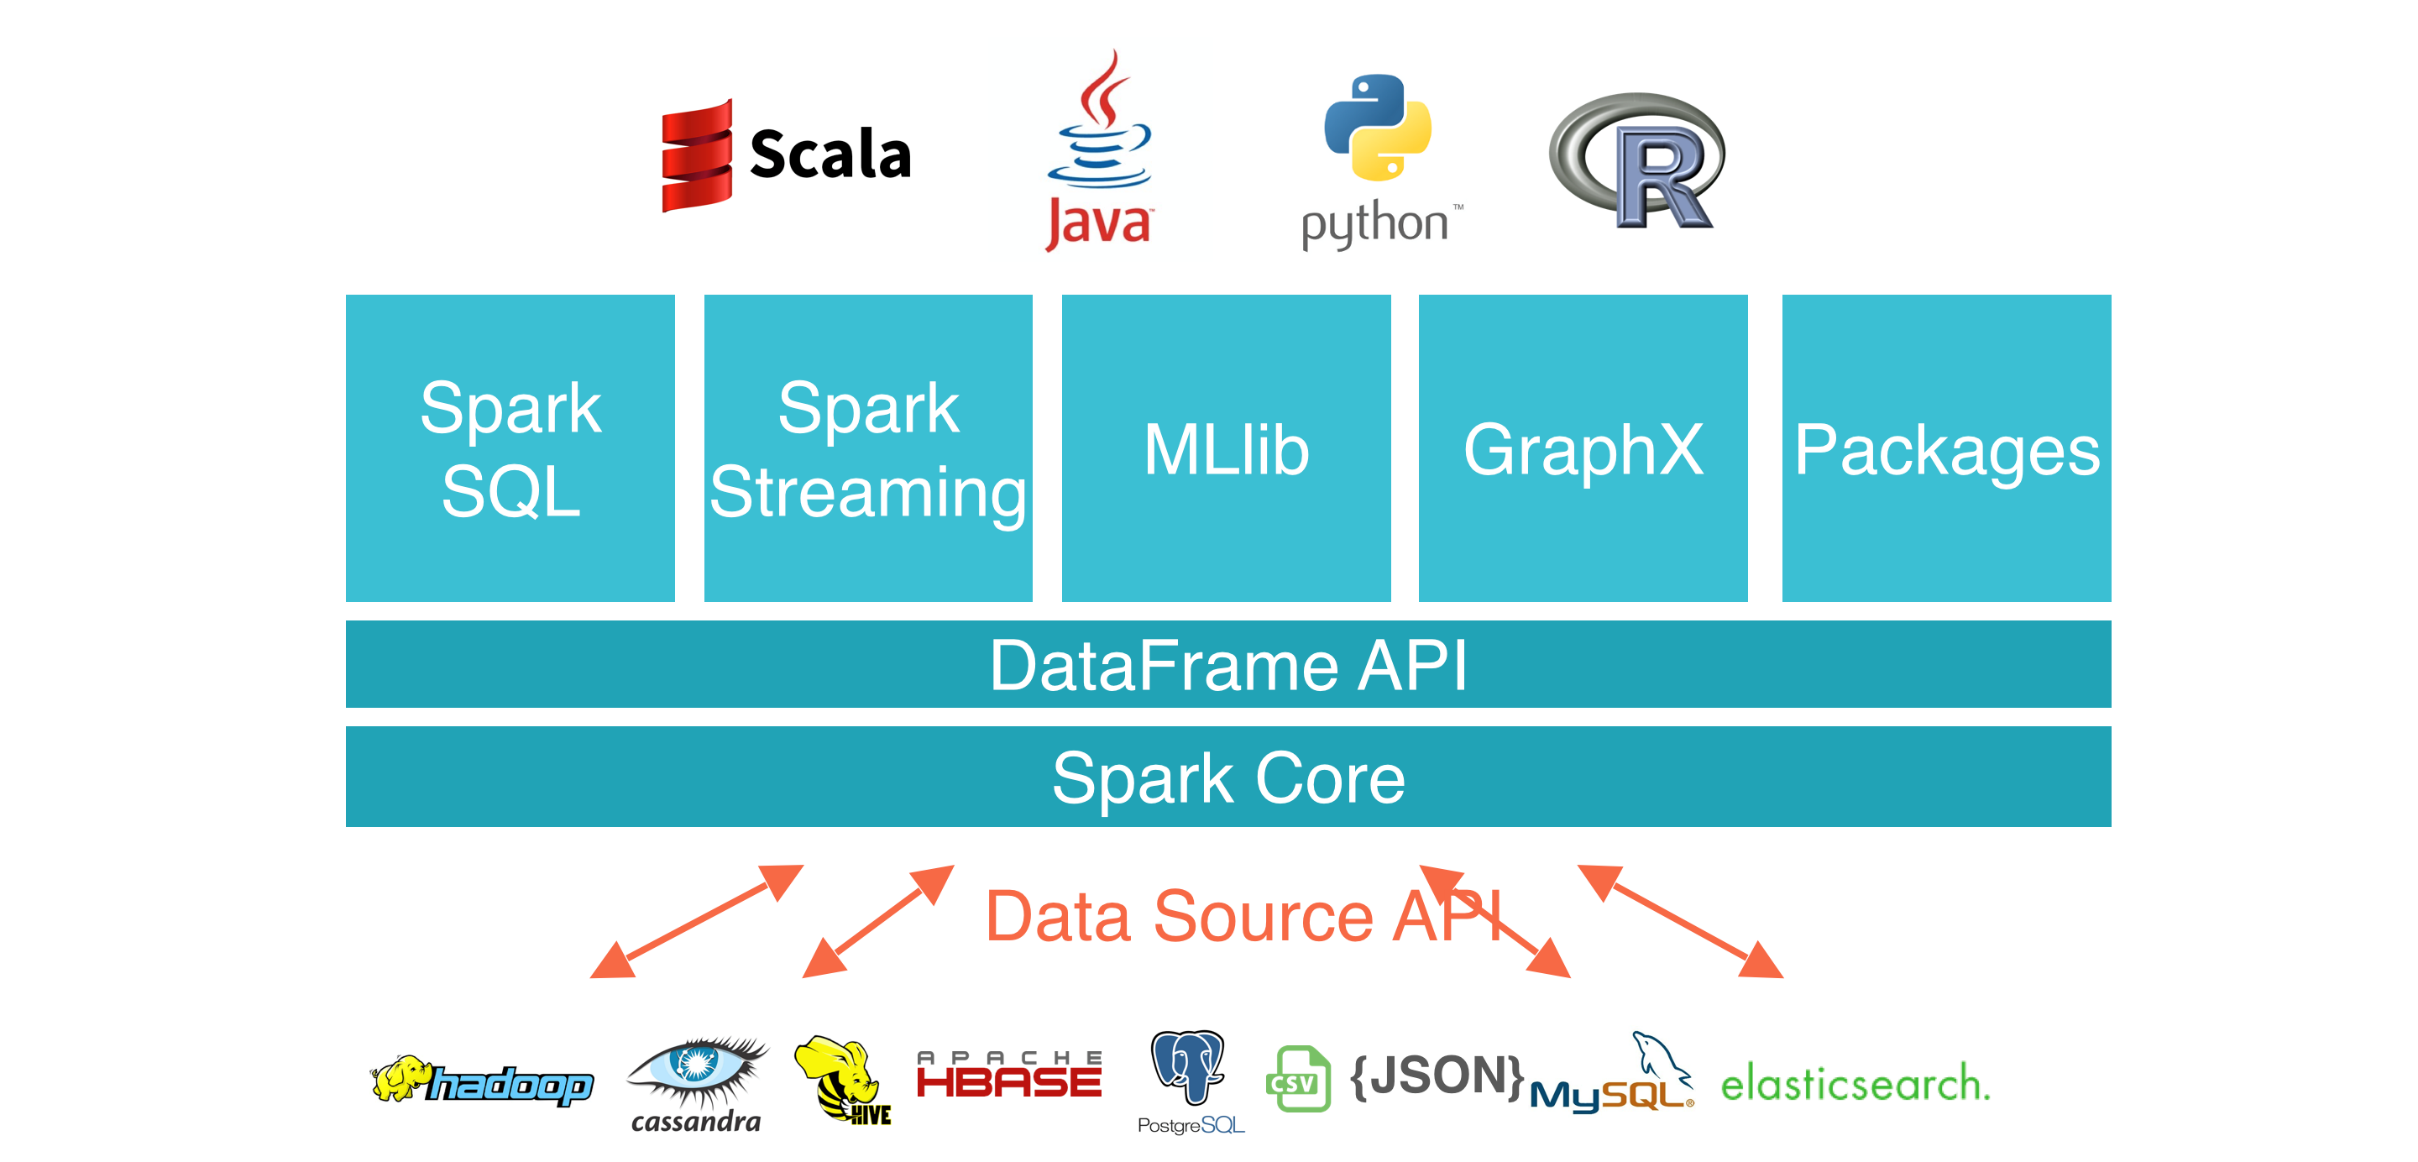 Scala
Java™
python™
R
Spark
SQL
Spark
Streaming
MLlib
GraphX
Packages
DataFrame API
Spark Core
Data Source API
hadoop
cassandra
HIVE
APACHE
HBASE
PostgreSQL
CSV
{JSON}
MySQL®
elasticsearch.